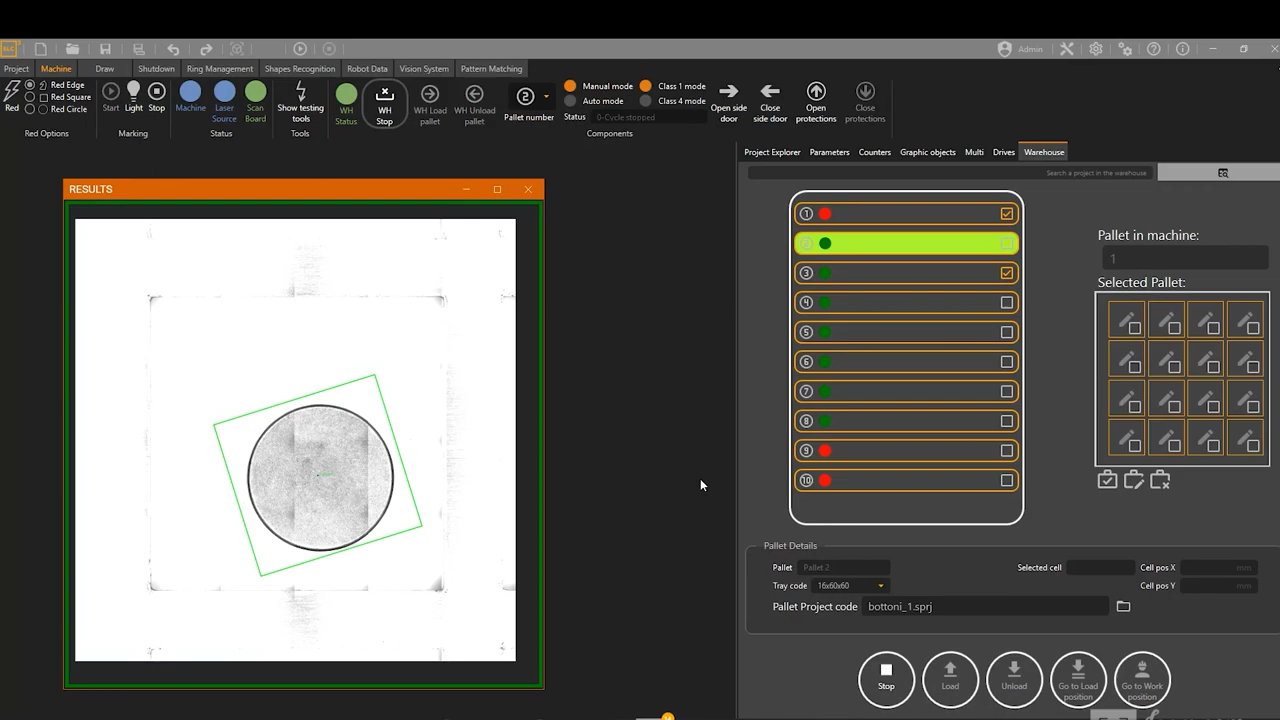 SLC³
Admin
Project Machine Draw Shutdown Ring Management Shapes Recognition Robot Data Vision System Pattern Matching
Red
Red Edge
Red Square
Red Circle
Red Options
Start Light Stop
Marking
Machine Laser Source Scan Board
Status
Show testing tools
Tools
WH Status
WH Stop
WH Load pallet
WH Unload pallet
2
Pallet number
Manual mode Class 1 mode
Auto mode Class 4 mode
Status 0-Cycle stopped
Open side door
Close side door
Open protections
Close protections
Components
Project Explorer Parameters Counters Graphic objects Multi Drives Warehouse
Search a project in the warehouse
RESULTS
1
2
3
4
5
6
7
8
9
10
Pallet in machine:
1
Selected Pallet:
Pallet Details
Pallet Pallet 2 Selected cell Cell pos X mm
Tray code 16x60x60 Cell pos Y mm
Pallet Project code bottoni_1.sprj
Stop
Load
Unload
Go to Load position
Go to Work position